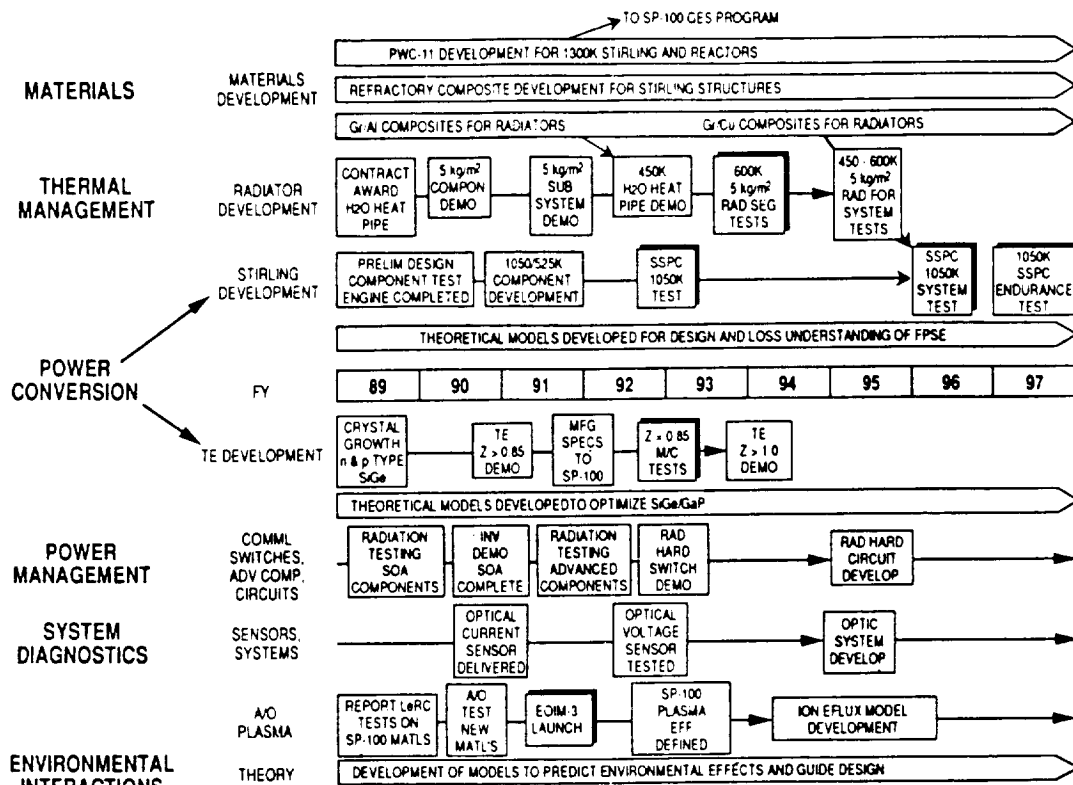 TO SP-100 GES PROGRAM
PWC-11 DEVELOPMENT FOR 1300K STIRLING AND REACTORS
MATERIALS
MATERIALS
DEVELOPMENT
REFRACTORY COMPOSITE DEVELOPMENT FOR STIRLING STRUCTURES
Gr/Al COMPOSITES FOR RADIATORS
Gr/Cu COMPOSITES FOR RADIATORS
THERMAL
MANAGEMENT
RADIATOR
DEVELOPMENT
CONTRACT
AWARD
H2O HEAT
PIPE
5 kg/m²
COMPON
DEMO
5 kg/m²
SUB
SYSTEM
DEMO
450K
H2O HEAT
PIPE DEMO
600K
5 kg/m²
RAD SEG
TESTS
450 - 600K
5 kg/m²
RAD FOR
SYSTEM
TESTS
STIRLING
DEVELOPMENT
PRELIM DESIGN
COMPONENT TEST
ENGINE COMPLETED
1050/525K
COMPONENT
DEVELOPMENT
SSPC
1050K
TEST
SSPC
1050K
SYSTEM
TEST
1050K
SSPC
ENDURANCE
TEST
THEORETICAL MODELS DEVELOPED FOR DESIGN AND LOSS UNDERSTANDING OF FPSE
POWER
CONVERSION
FY
89 90 91 92 93 94 95 96 97
TE DEVELOPMENT
CRYSTAL
GROWTH
n & p TYPE
SiGe
TE
Z > 0.85
DEMO
MFG
SPECS
TO
SP-100
Z = 0.85
M/C
TESTS
TE
Z > 1.0
DEMO
THEORETICAL MODELS DEVELOPEDTO OPTIMIZE SiGe/GaP
POWER
MANAGEMENT
COMML
SWITCHES,
ADV COMP,
CIRCUITS
RADIATION
TESTING
SOA
COMPONENTS
INV
DEMO
SOA
COMPLETE
RADIATION
TESTING
ADVANCED
COMPONENTS
RAD
HARD
SWITCH
DEMO
RAD HARD
CIRCUIT
DEVELOP
SYSTEM
DIAGNOSTICS
SENSORS,
SYSTEMS
OPTICAL
CURRENT
SENSOR
DELIVERED
OPTICAL
VOLTAGE
SENSOR
TESTED
OPTIC
SYSTEM
DEVELOP
A/O
PLASMA
REPORT LeRC
TESTS ON
SP-100 MATLS
A/O
TEST
NEW
MATL'S
EOIM-3
LAUNCH
SP-100
PLASMA
EFF
DEFINED
ION EFLUX MODEL
DEVELOPMENT
ENVIRONMENTAL
INTERACTIONS
THEORY
DEVELOPMENT OF MODELS TO PREDICT ENVIRONMENTAL EFFECTS AND GUIDE DESIGN